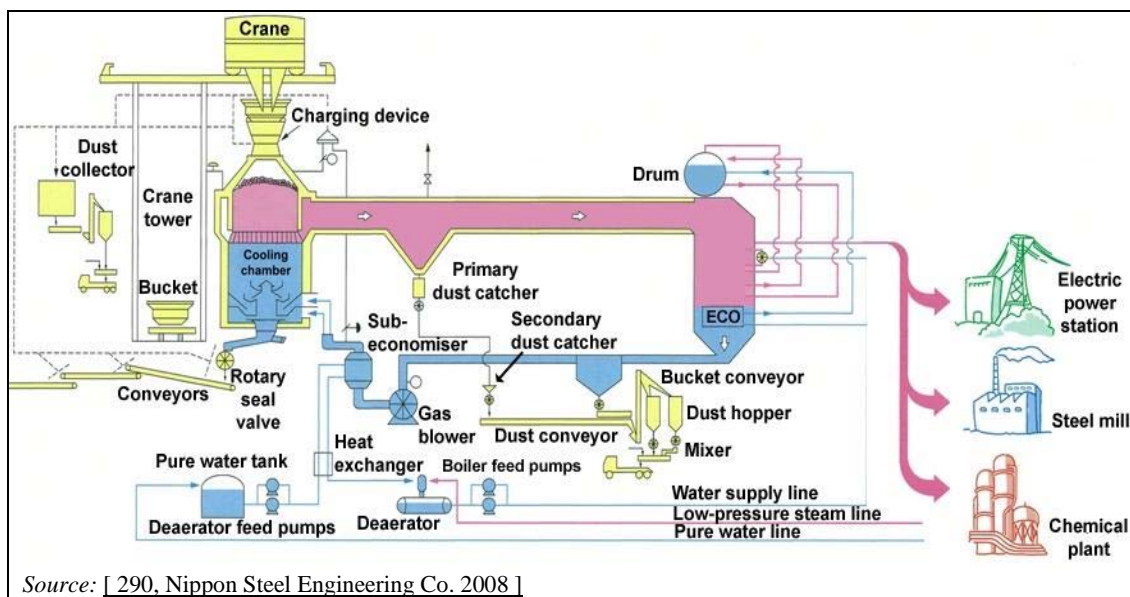 Crane
Charging device
Dust
collector
Crane
tower
Bucket
Cooling
chamber
Drum
Primary
dust catcher
ECO
Electric
power
station
Sub-
economiser
Secondary
dust catcher
Conveyors
Rotary
seal
valve
Gas
blower
Bucket conveyor
Dust hopper
Dust conveyor
Mixer
Steel mill
Pure water tank
Heat
exchanger
Boiler feed pumps
Deaerator feed pumps
Deaerator
Water supply line
Low-pressure steam line
Pure water line
Chemical
plant
Source: [ 290, Nippon Steel Engineering Co. 2008 ]